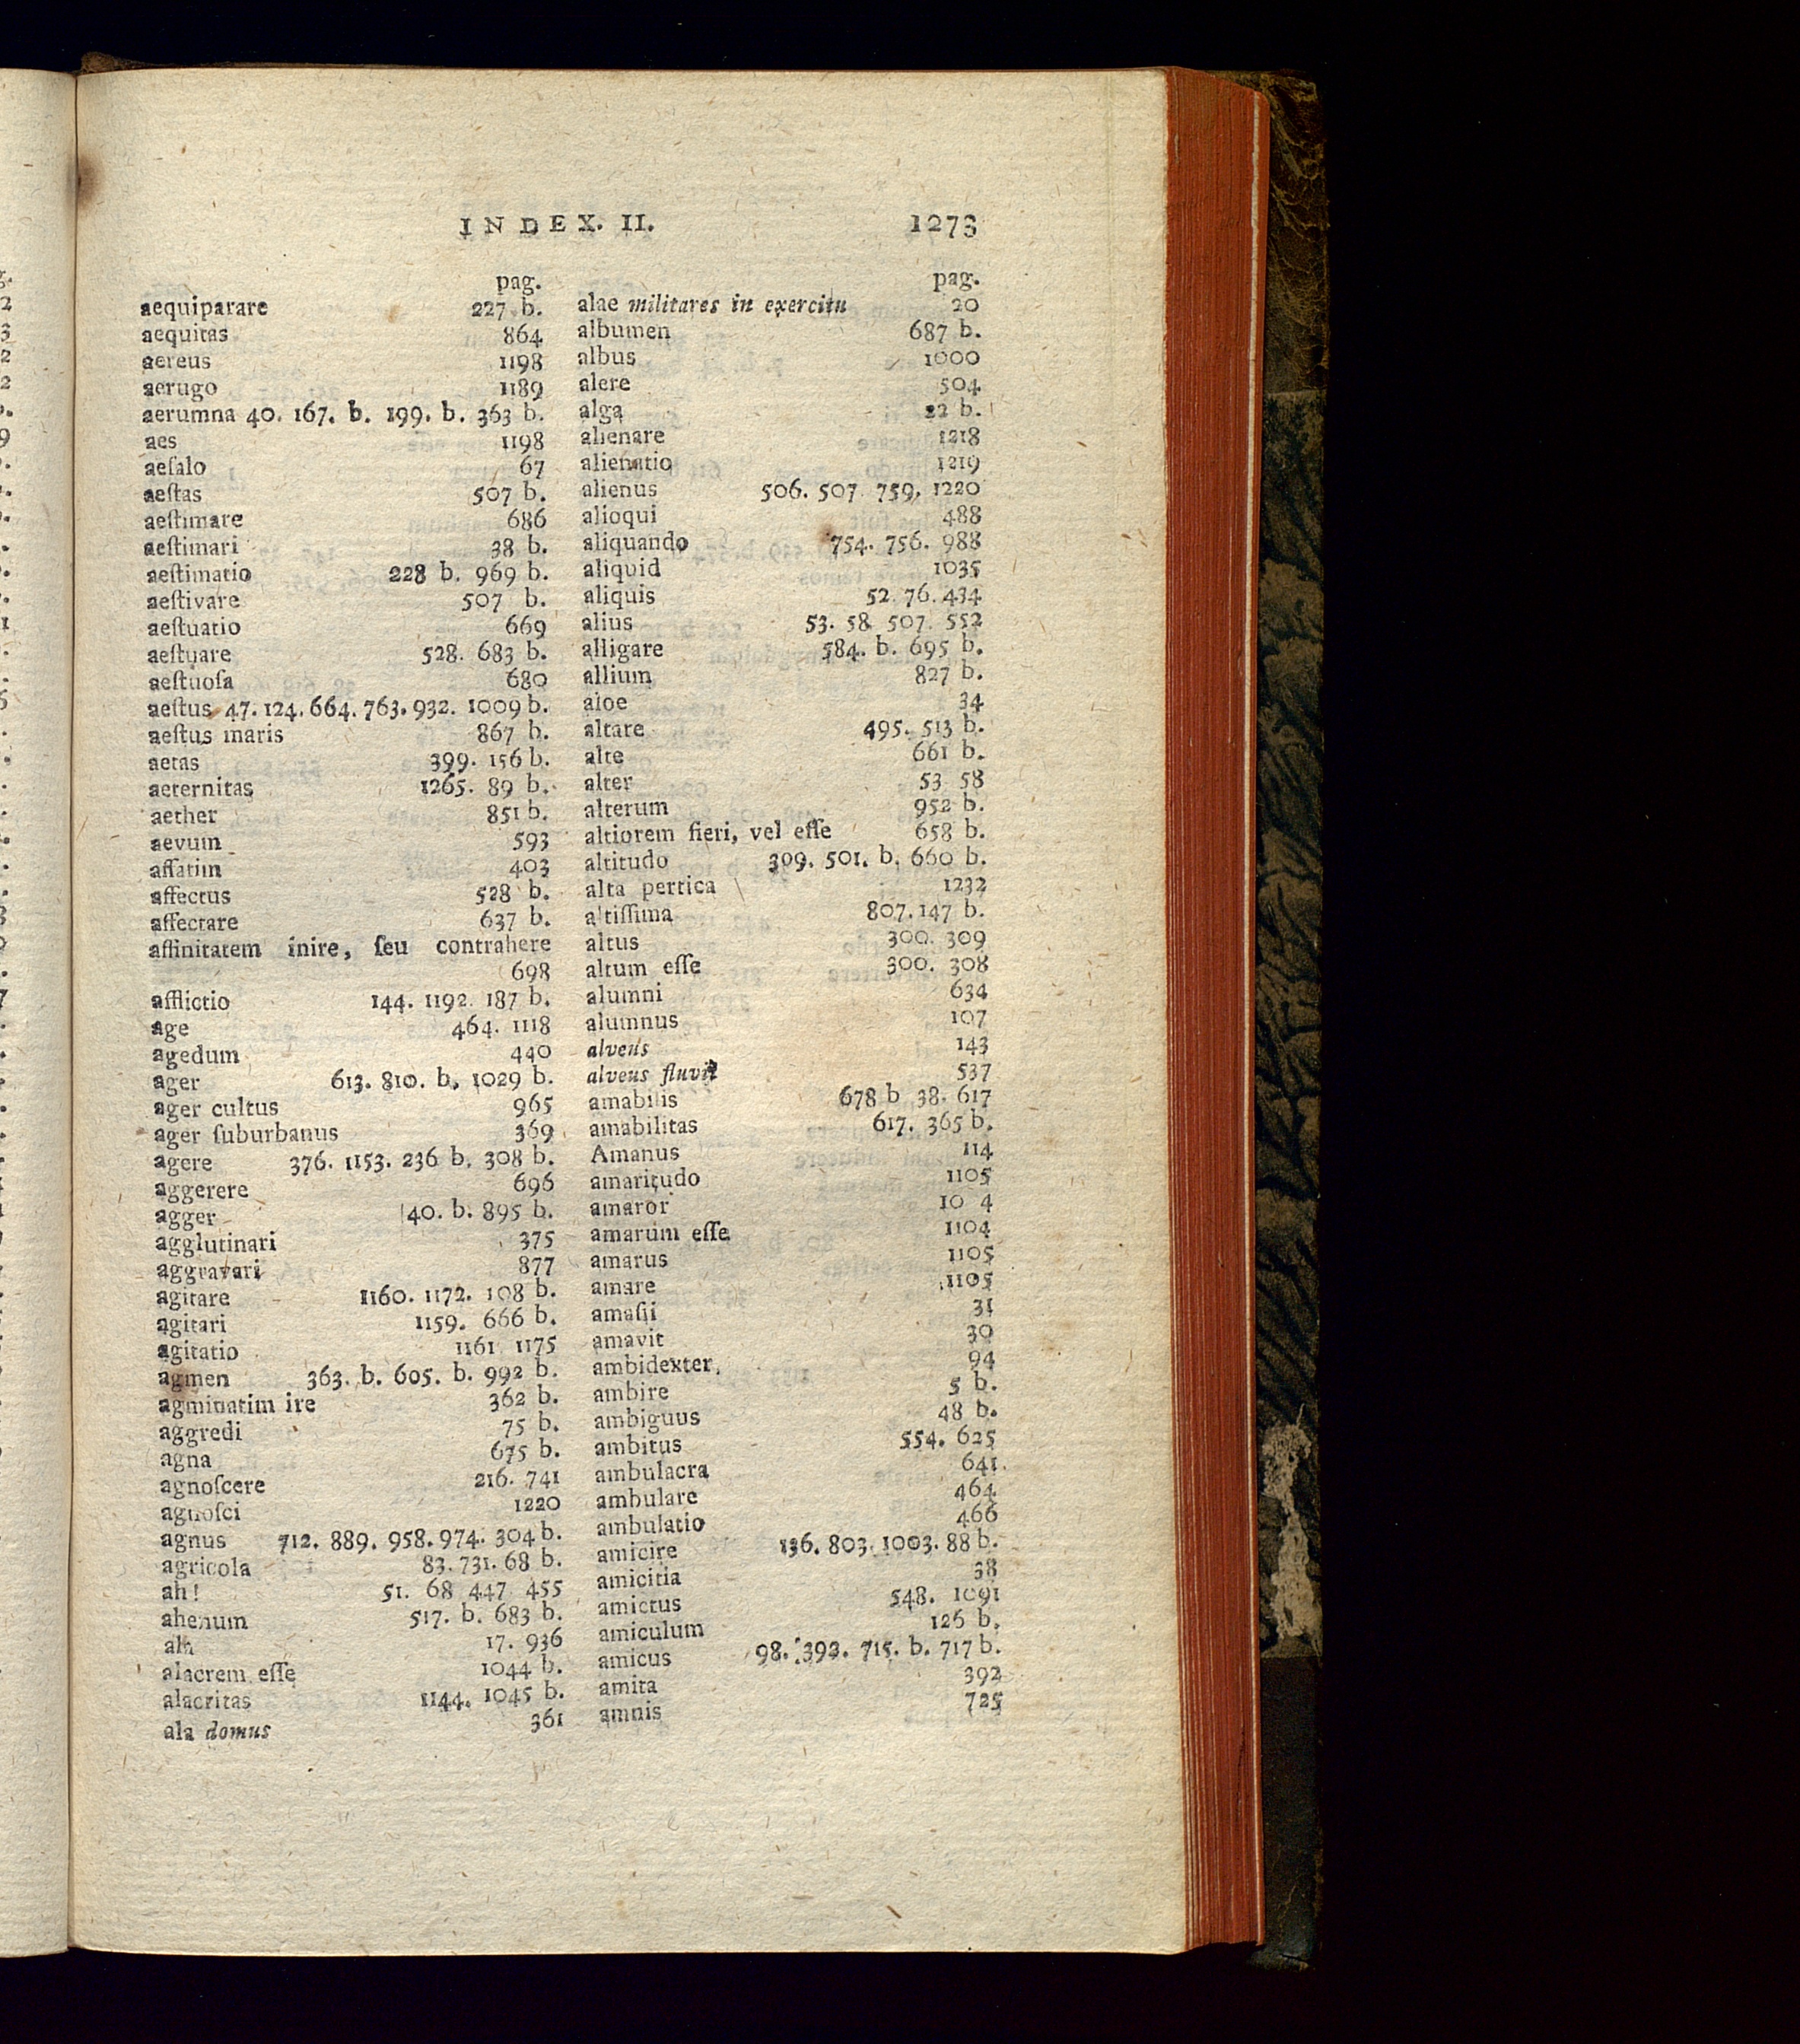 INDEX. II. 1273
pag.
aequiparare 227. b.
aequitas 864
aereus 1198
aerugo 1189
aerumna 40. 167. b. 199. b. 363 b.
aes 1198
aeſalo 67
aeſtas 507 b.
aeſtimare 686
aeſtimari 38 b.
aeſtimatio 228 b. 969 b.
aeſtivare 507 b.
aeſtuatio 669
aeſtuare 528. 683 b.
aeſtuoſa 680
aeſtus 47. 124. 664. 763. 932. 1009 b.
aeſtus maris 867 b.
aetas 399. 156 b.
aeternitas 1265. 89 b.
aether 851 b.
aevum 593
affatim 403
affectus 528 b.
affectare 637 b.
affinitatem inire, ſeu contrahere
698
afflictio 144. 1192. 187 b.
age 464. 1118
agedum 440
ager 613. 810. b. 1029 b.
ager cultus 965
ager ſuburbanus 369
agere 376. 1153. 236 b. 308 b.
aggerere 696
agger 40. b. 895 b.
agglutinari 375
aggravari 877
agitare 1160. 1172. 108 b.
agitari 1159. 666 b.
agitatio 1161 1175
agmen 363. b. 605. b. 992 b.
agminatim ire 362 b.
aggredi 75 b.
agna 675 b.
agnoſcere 216. 741
agnoſci 1220
agnus 712. 889. 958. 974. 304 b.
agricola 83. 731. 68 b.
ah! 51. 68 447 455
ahenum 517. b. 683 b.
ala 17. 936
alacrem eſſe 1044 b.
alacritas 1144. 1045 b.
ala domus 361
pag.
alae militares in exercitu 20
albumen 687 b.
albus 1000
alere 504
alga 22 b.
alienare 1218
alienatio 1219
alienus 506. 507 759. 1220
alioqui 488
aliquando 754. 756. 988
aliquid 1035
aliquis 52. 76. 434
alius 53. 58 507. 552
alligare 584. b. 695 b.
allium 827 b.
aloe 34
altare 495. 513 b.
alte 661 b.
alter 53 58
alterum 952 b.
altiorem fieri, vel eſſe 658 b.
altitudo 309. 501. b. 660 b.
alta pertica 1232
altiſſima 807. 147 b.
altus 300. 309
altum eſſe 300. 308
alumni 634
alumnus 107
alveus 143
alveus fluvii 537
amabilis 678 b 38. 617
amabilitas 617. 365 b.
Amanus 114
amaritudo 1105
amaror 10 4
amarum eſſe 1104
amarus 1105
amare 1105
amaſii 31
amavit 30
ambidexter 94
ambire 5 b.
ambiguus 48 b.
ambitus 554. 625
ambulacra 641
ambulare 464
ambulatio 466
amicire 136. 803. 1003. 88 b.
amicitia 38
amictus 548. 1091
amiculum 126 b.
amicus 98. 393. 715. b. 717 b.
amita 392
amnis 725